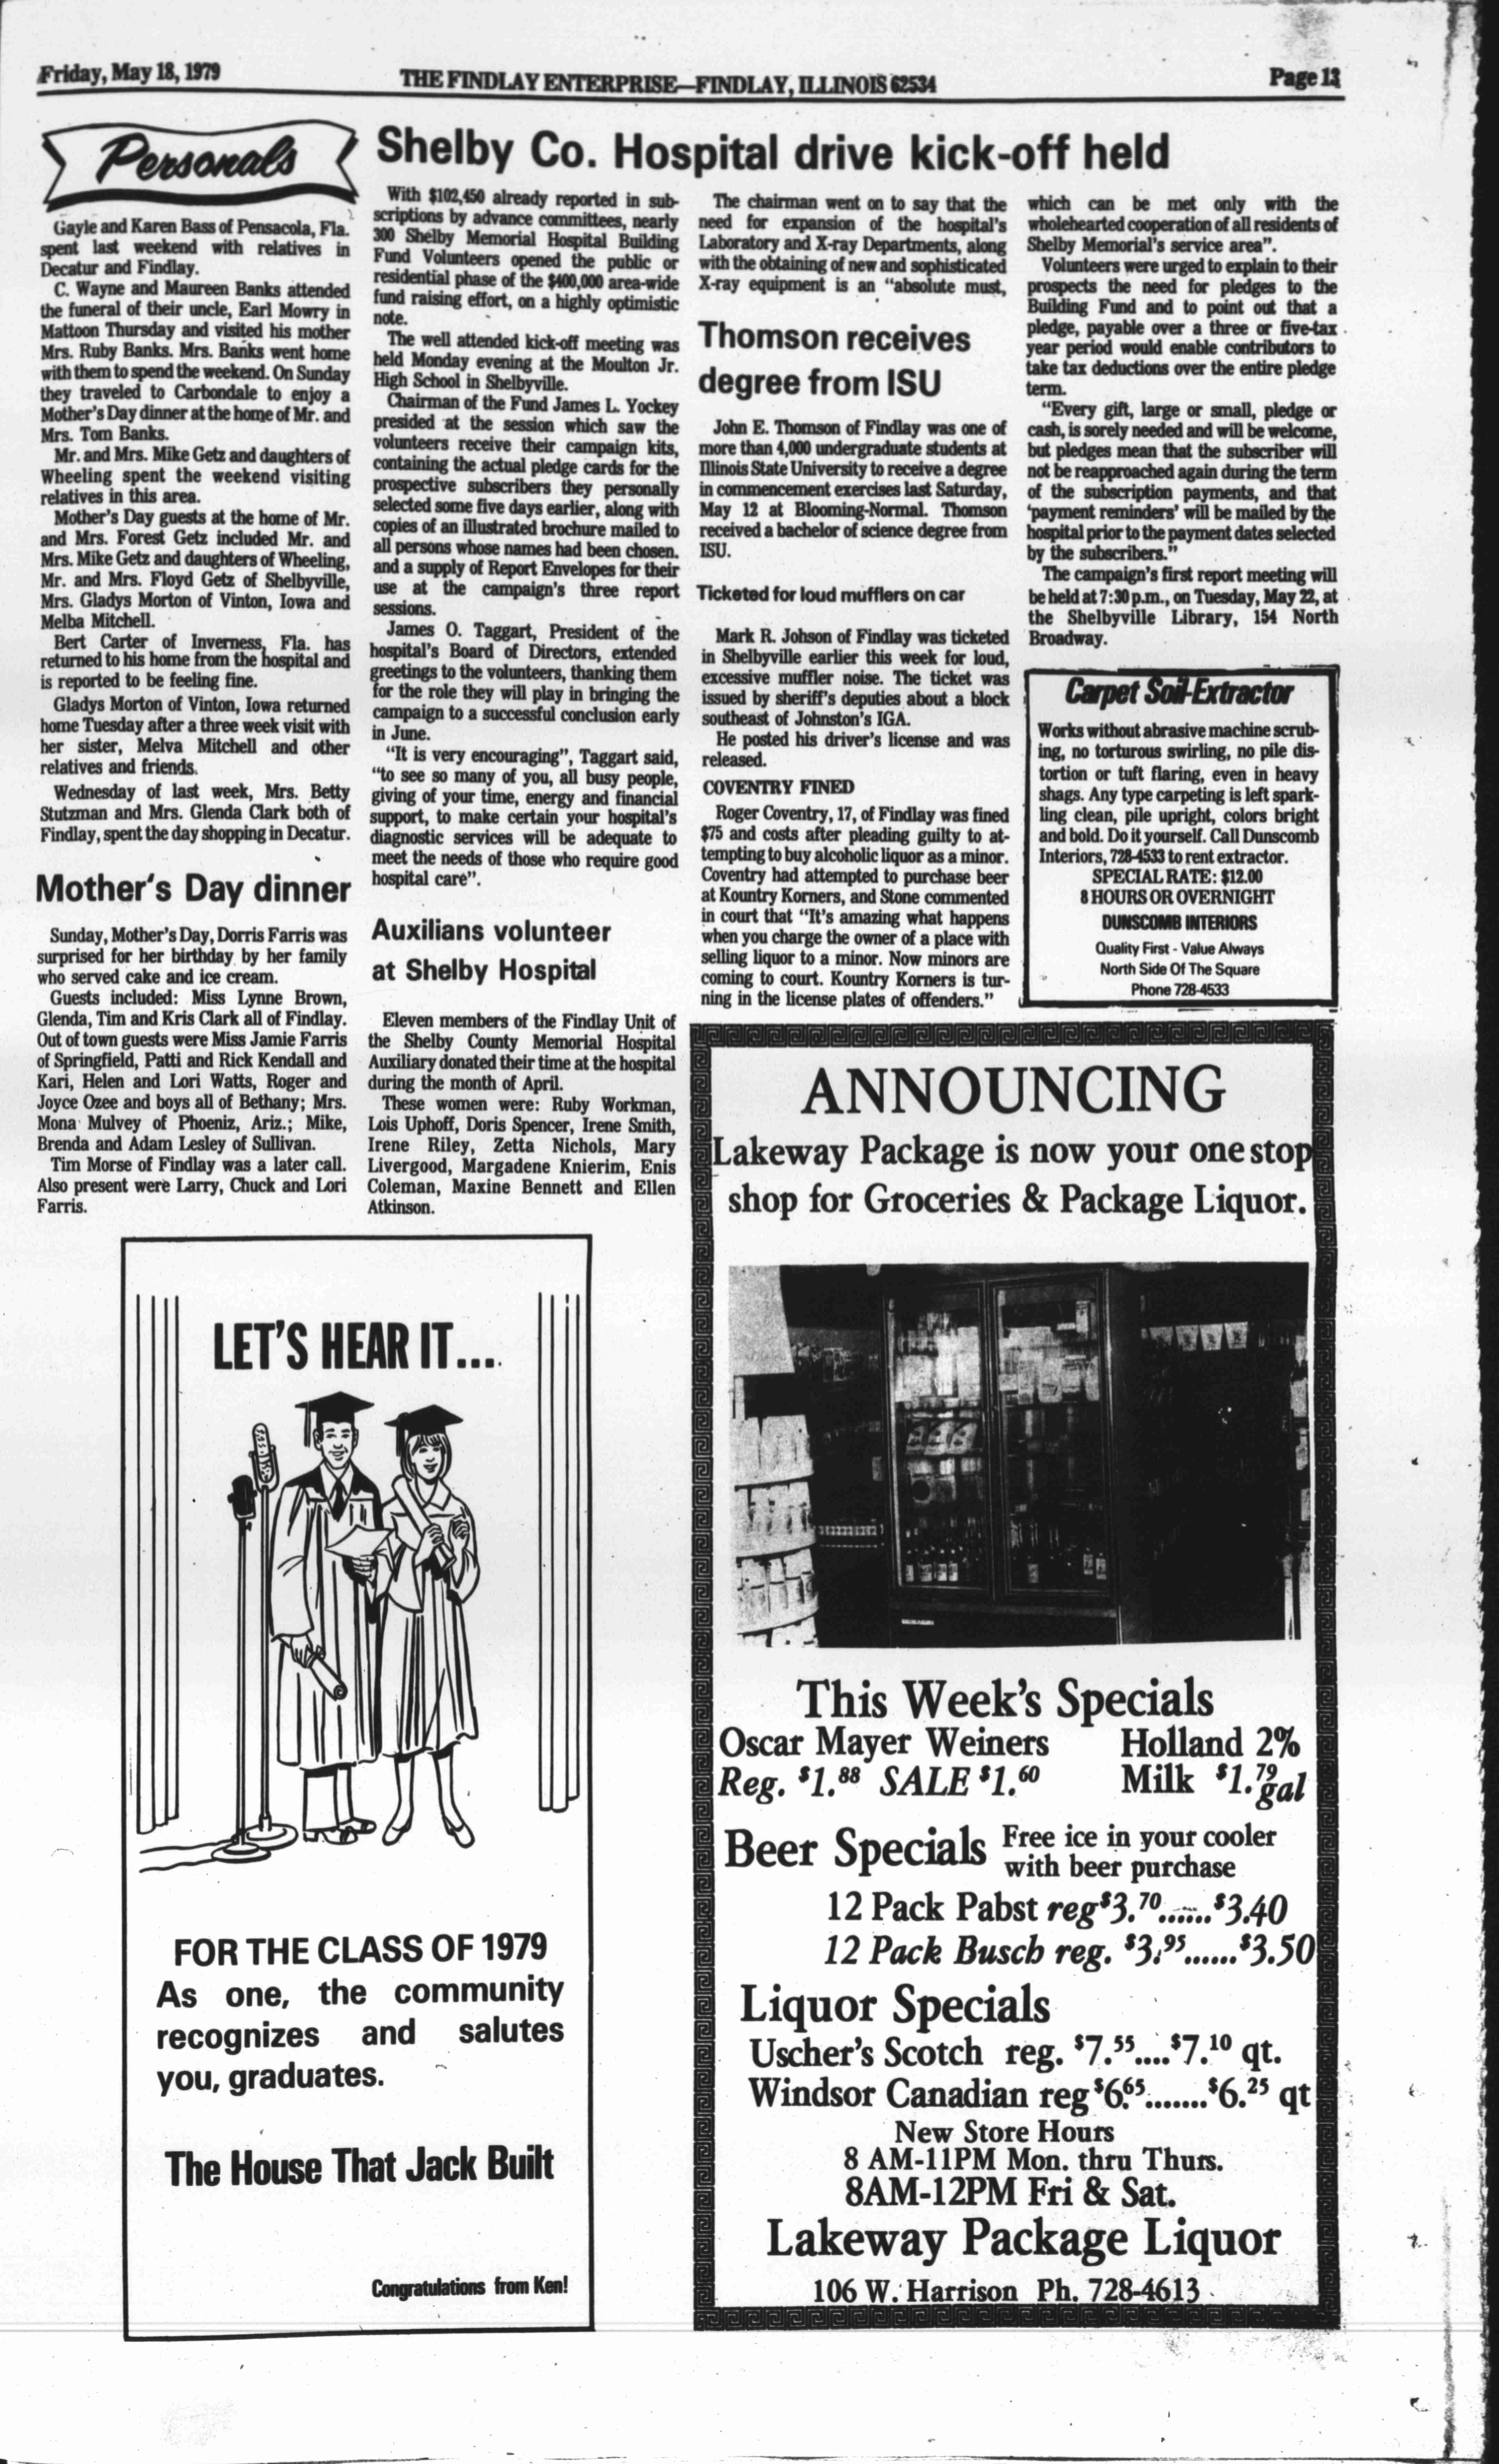 Friday, May 18, 1979
THE FINDLAY ENTERPRISE—FINDLAY, ILLINOIS 62534
Page 13
Personals
Gayle and Karen Bass of Pensacola, Fla.
spent last weekend with relatives in
Decatur and Findlay.
C. Wayne and Maureen Banks attended
the funeral of their uncle, Earl Mowry in
Mattoon Thursday and visited his mother
Mrs. Ruby Banks. Mrs. Banks went home
with them to spend the weekend. On Sunday
they traveled to Carbondale to enjoy a
Mother's Day dinner at the home of Mr. and
Mrs. Tom Banks.
Mr. and Mrs. Mike Getz and daughters of
Wheeling spent the weekend visiting
relatives in this area.
Mother's Day guests at the home of Mr.
and Mrs. Forest Getz included Mr. and
Mrs. Mike Getz and daughters of Wheeling,
Mr. and Mrs. Floyd Getz of Shelbyville,
Mrs. Gladys Morton of Vinton, Iowa and
Melba Mitchell.
Bert Carter of Inverness, Fla. has
returned to his home from the hospital and
is reported to be feeling fine.
Gladys Morton of Vinton, Iowa returned
home Tuesday after a three week visit with
her sister, Melva Mitchell and other
relatives and friends.
Wednesday of last week, Mrs. Betty
Stutzman and Mrs. Glenda Clark both of
Findlay, spent the day shopping in Decatur.
Mother's Day dinner
Sunday, Mother's Day, Dorris Farris was
surprised for her birthday by her family
who served cake and ice cream.
Guests included: Miss Lynne Brown,
Glenda, Tim and Kris Clark all of Findlay.
Out of town guests were Miss Jamie Farris
of Springfield, Patti and Rick Kendall and
Kari, Helen and Lori Watts, Roger and
Joyce Ozee and boys all of Bethany; Mrs.
Mona Mulvey of Phoeniz, Ariz.; Mike,
Brenda and Adam Lesley of Sullivan.
Tim Morse of Findlay was a later call.
Also present were Larry, Chuck and Lori
Farris.
Shelby Co. Hospital drive kick-off held
With $102,450 already reported in sub-
scriptions by advance committees, nearly
300 Shelby Memorial Hospital Building
Fund Volunteers opened the public or
residential phase of the $400,000 area-wide
fund raising effort, on a highly optimistic
note.
The well attended kick-off meeting was
held Monday evening at the Moulton Jr.
High School in Shelbyville.
Chairman of the Fund James L. Yockey
presided at the session which saw the
volunteers receive their campaign kits,
containing the actual pledge cards for the
prospective subscribers they personally
selected some five days earlier, along with
copies of an illustrated brochure mailed to
all persons whose names had been chosen.
and a supply of Report Envelopes for their
use at the campaign's three report
sessions.
James O. Taggart, President of the
hospital's Board of Directors, extended
greetings to the volunteers, thanking them
for the role they will play in bringing the
campaign to a successful conclusion early
in June.
"It is very encouraging", Taggart said,
"to see so many of you, all busy people,
giving of your time, energy and financial
support, to make certain your hospital's
diagnostic services will be adequate to
meet the needs of those who require good
hospital care".
The chairman went on to say that the
need for expansion of the hospital's
Laboratory and X-ray Departments, along
with the obtaining of new and sophisticated
X-ray equipment is an "absolute must,
which can be met only with the
wholehearted cooperation of all residents of
Shelby Memorial's service area".
Volunteers were urged to explain to their
prospects the need for pledges to the
Building Fund and to point out that a
pledge, payable over a three or five-tax
year period would enable contributors to
take tax deductions over the entire pledge
term.
"Every gift, large or small, pledge or
cash, is sorely needed and will be welcome,
but pledges mean that the subscriber will
not be reapproached again during the term
of the subscription payments, and that
'payment reminders' will be mailed by the
hospital prior to the payment dates selected
by the subscribers."
The campaign's first report meeting will
be held at 7:30 p.m., on Tuesday, May 22, at
the Shelbyville Library, 154 North
Broadway.
Auxilians volunteer
at Shelby Hospital
Eleven members of the Findlay Unit of
the Shelby County Memorial Hospital
Auxiliary donated their time at the hospital
during the month of April.
These women were: Ruby Workman,
Lois Uphoff, Doris Spencer, Irene Smith,
Irene Riley, Zetta Nichols, Mary
Livergood, Margadene Knierim, Enis
Coleman, Maxine Bennett and Ellen
Atkinson.
Thomson receives
degree from ISU
John E. Thomson of Findlay was one of
more than 4,000 undergraduate students at
Illinois State University to receive a degree
in commencement exercises last Saturday,
May 12 at Blooming-Normal. Thomson
received a bachelor of science degree from
ISU.
Ticketed for loud mufflers on car
Mark R. Johson of Findlay was ticketed
in Shelbyville earlier this week for loud,
excessive muffler noise. The ticket was
issued by sheriff's deputies about a block
southeast of Johnston's IGA.
He posted his driver's license and was
released.
COVENTRY FINED
Roger Coventry, 17, of Findlay was fined
$75 and costs after pleading guilty to at-
tempting to buy alcoholic liquor as a minor.
Coventry had attempted to purchase beer
at Kountry Korners, and Stone commented
in court that "It's amazing what happens
when you charge the owner of a place with
selling liquor to a minor. Now minors are
coming to court. Kountry Korners is tur-
ning in the license plates of offenders."
Carpet Soil-Extractor
Works without abrasive machine scrub-
ing, no torturous swirling, no pile dis-
tortion or tuft flaring, even in heavy
shags. Any type carpeting is left spark-
ling clean, pile upright, colors bright
and bold. Do it yourself. Call Dunscomb
Interiors, 728-4533 to rent extractor.
SPECIAL RATE: $12.00
8 HOURS OR OVERNIGHT
DUNSCOMB INTERIORS
Quality First - Value Always
North Side Of The Square
Phone 728-4533
LET'S HEAR IT....
FOR THE CLASS OF 1979
As one, the community
recognizes and salutes
you, graduates.
The House That Jack Built
Congratulations from Ken!
ANNOUNCING
Lakeway Package is now your one stop
shop for Groceries & Package Liquor.
This Week's Specials
Oscar Mayer Weiners
Reg. $1.88 SALE $1.60
Holland 2%
Milk $1.79 gal
Beer Specials
Free ice in your cooler
with beer purchase
12 Pack Pabst reg $3.70......$3.40
12 Pack Busch reg. $3.95......$3.50
Liquor Specials
Uscher's Scotch reg. $7.55....$7.10 qt.
Windsor Canadian reg $6.65.......$6.25 qt
New Store Hours
8 AM-11PM Mon. thru Thurs.
8AM-12PM Fri & Sat.
Lakeway Package Liquor
106 W. Harrison Ph. 728-4613